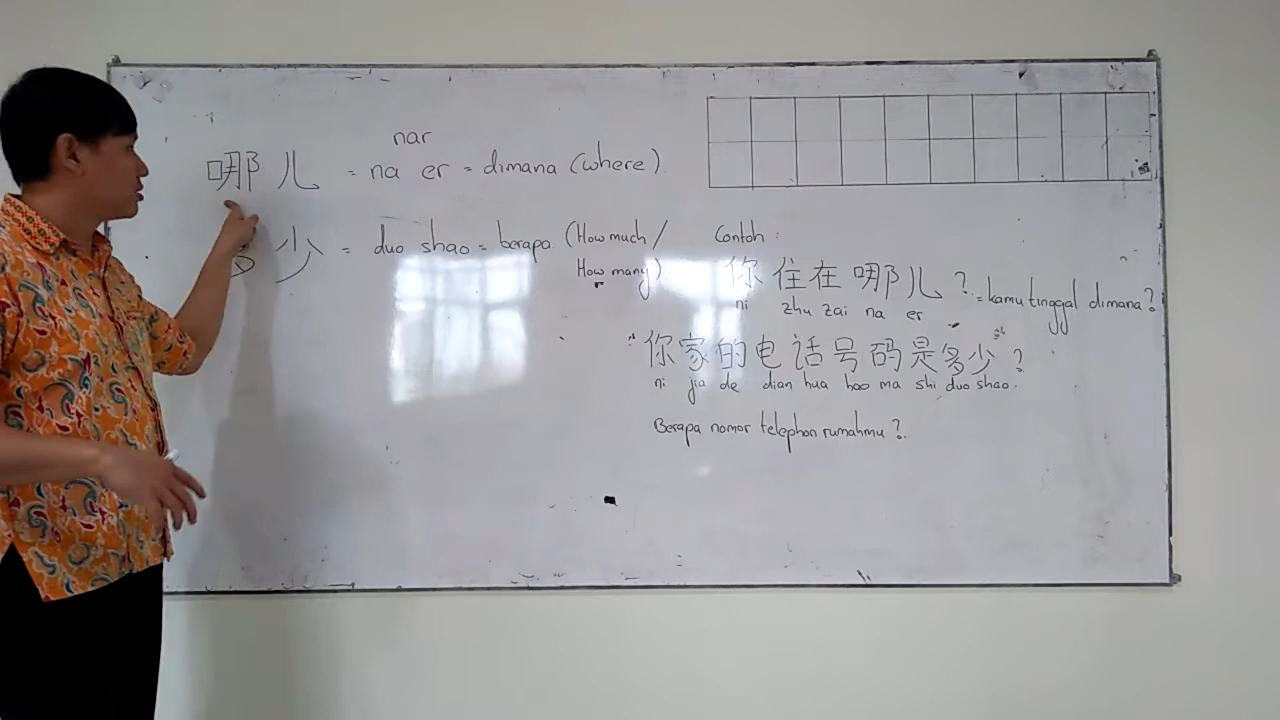 nar
哪儿 = na er = dimana (where)
少 = duo shao = berapa (How much /
How many)
Contoh :
你住在哪儿? = kamu tinggal dimana?
ni zhu zai na er
你家的电话号码是多少?
ni jia de dian hua hao ma shi duo shao.
Berapa nomor telephon rumahmu?.